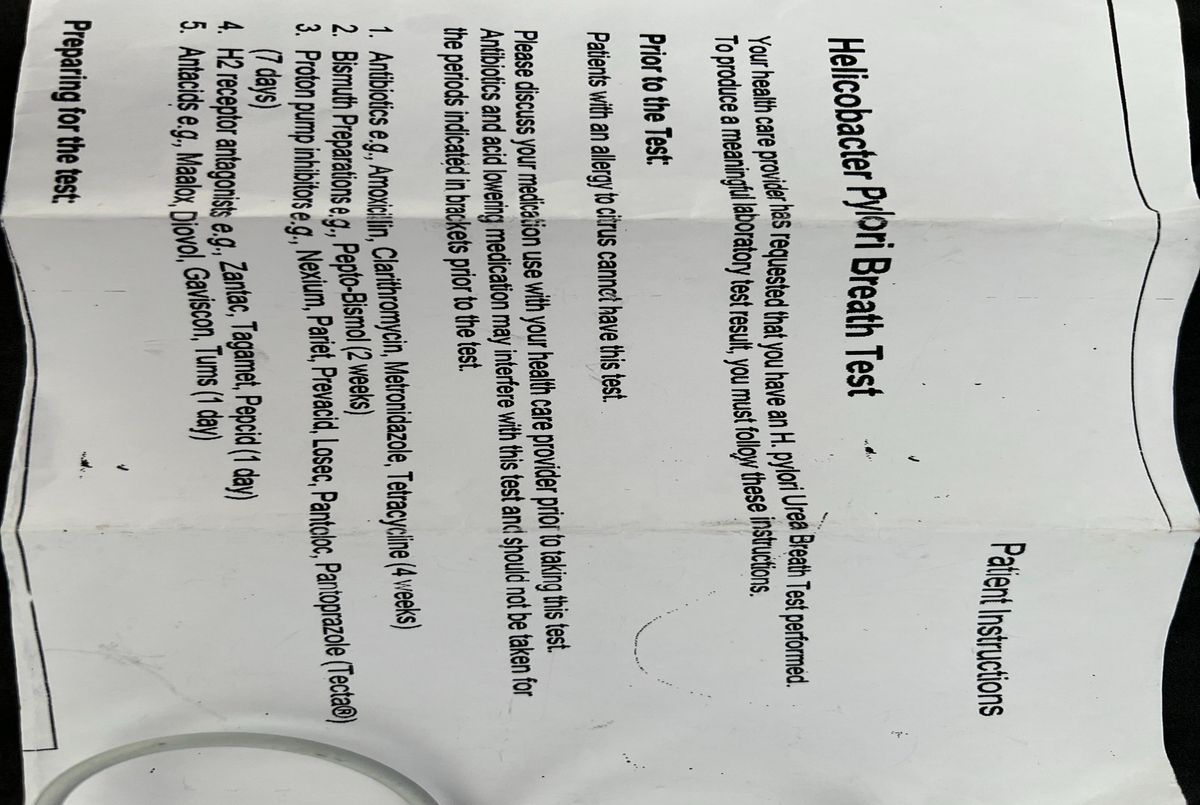 Patient Instructions
Helicobacter Pylori Breath Test
Your health care provider has requested that you have an H. pylori Urea Breath Test performed.
To produce a meaningful laboratory test result, you must follow these instructions.
Prior to the Test:
Patients with an allergy to citrus cannot have this test.
Please discuss your medication use with your health care provider prior to taking this test.
Antibiotics and acid lowering medication may interfere with this test and should not be taken for
the periods indicated in brackets prior to the test.
1. Antibiotics e.g., Amoxicillin, Clarithromycin, Metronidazole, Tetracycline (4 weeks)
2. Bismuth Preparations e.g., Pepto-Bismol (2 weeks)
3. Proton pump inhibitors e.g., Nexium, Pariet, Prevacid, Losec, Pantoloc, Pantoprazole (Tecta®)
(7 days)
4. H2 receptor antagonists e.g., Zantac, Tagamet, Pepcid (1 day)
5. Antacids e.g., Maalox, Diovol, Gaviscon, Tums (1 day)
Preparing for the test: